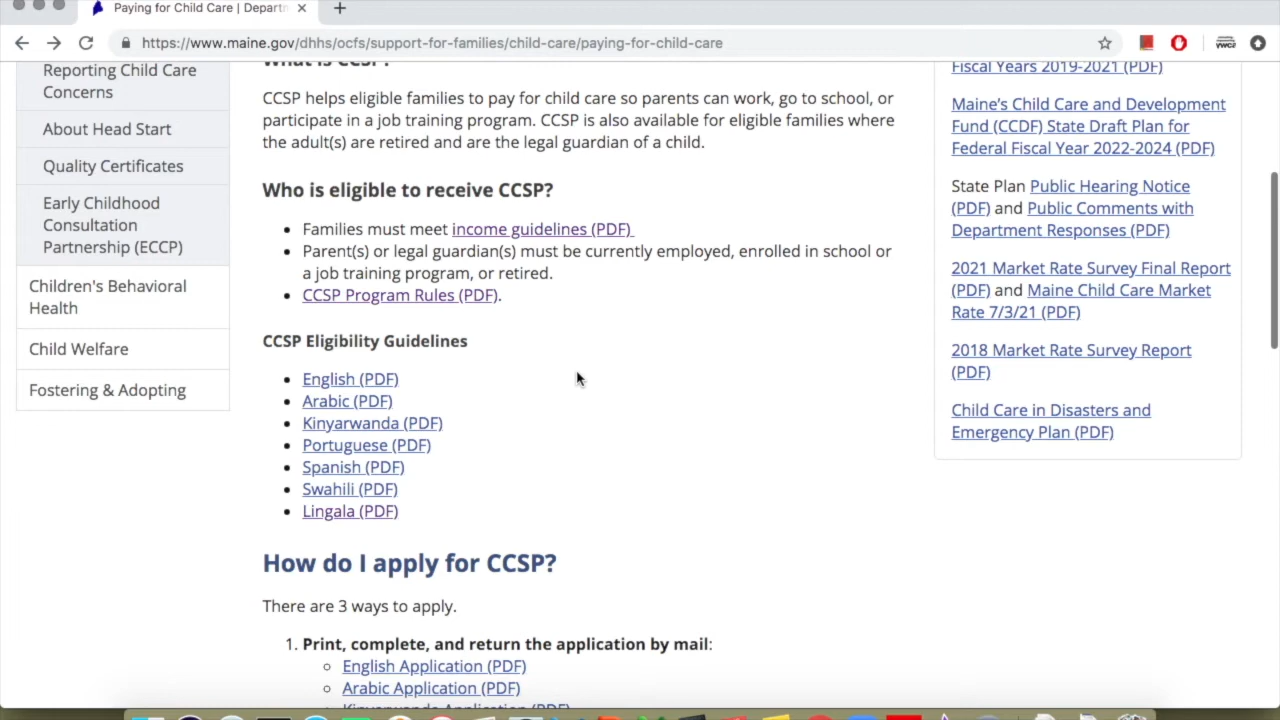 Paying for Child Care | Departm
https://www.maine.gov/dhhs/ocfs/support-for-families/child-care/paying-for-child-care
Reporting Child Care
Concerns
About Head Start
Quality Certificates
Early Childhood
Consultation
Partnership (ECCP)
Children's Behavioral
Health
Child Welfare
Fostering & Adopting
What is CCSP?
CCSP helps eligible families to pay for child care so parents can work, go to school, or
participate in a job training program. CCSP is also available for eligible families where
the adult(s) are retired and are the legal guardian of a child.
Who is eligible to receive CCSP?
Families must meet income guidelines (PDF)
Parent(s) or legal guardian(s) must be currently employed, enrolled in school or
a job training program, or retired.
CCSP Program Rules (PDF).
CCSP Eligibility Guidelines
English (PDF)
Arabic (PDF)
Kinyarwanda (PDF)
Portuguese (PDF)
Spanish (PDF)
Swahili (PDF)
Lingala (PDF)
How do I apply for CCSP?
There are 3 ways to apply.
1. Print, complete, and return the application by mail:
English Application (PDF)
Arabic Application (PDF)
Kinyarwanda Application (PDF)
Fiscal Years 2019-2021 (PDF)
Maine's Child Care and Development
Fund (CCDF) State Draft Plan for
Federal Fiscal Year 2022-2024 (PDF)
State Plan Public Hearing Notice
(PDF) and Public Comments with
Department Responses (PDF)
2021 Market Rate Survey Final Report
(PDF) and Maine Child Care Market
Rate 7/3/21 (PDF)
2018 Market Rate Survey Report
(PDF)
Child Care in Disasters and
Emergency Plan (PDF)